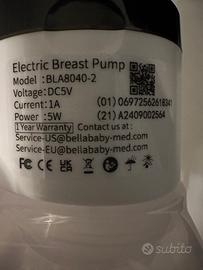 Electric Breast Pump
Model: BLA8040-2
Voltage:DC5V
Current:1A
Power :5W
(01) 06972562618341
(21) A2409002564
1 Year Warranty Contact us
Service-US@bellababy-med.com
Service-EU@bellababy-med.com
subito